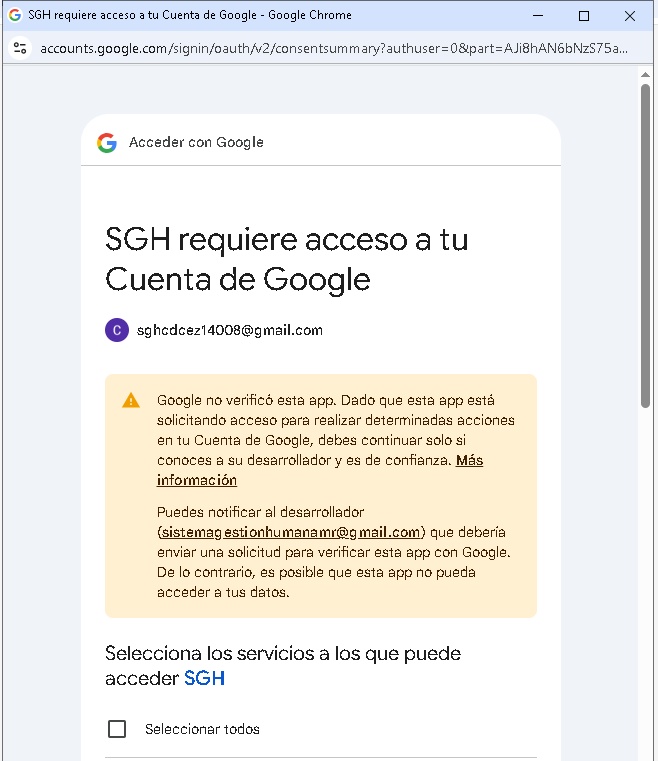 SGH requiere acceso a tu Cuenta de Google - Google Chrome
accounts.google.com/signin/oauth/v2/consentsummary?authuser=0&part=AJi8hAN6bNzS75a...
Acceder con Google
SGH requiere acceso a tu
Cuenta de Google
C
sghcdcez14008@gmail.com
Google no verificó esta app. Dado que esta app está
solicitando acceso para realizar determinadas acciones
en tu Cuenta de Google, debes continuar solo si
conoces a su desarrollador y es de confianza. Más
información
Puedes notificar al desarrollador
(sistemagestionhumanamr@gmail.com) que debería
enviar una solicitud para verificar esta app con Google.
De lo contrario, es posible que esta app no pueda
acceder a tus datos.
Selecciona los servicios a los que puede
acceder SGH
Seleccionar todos